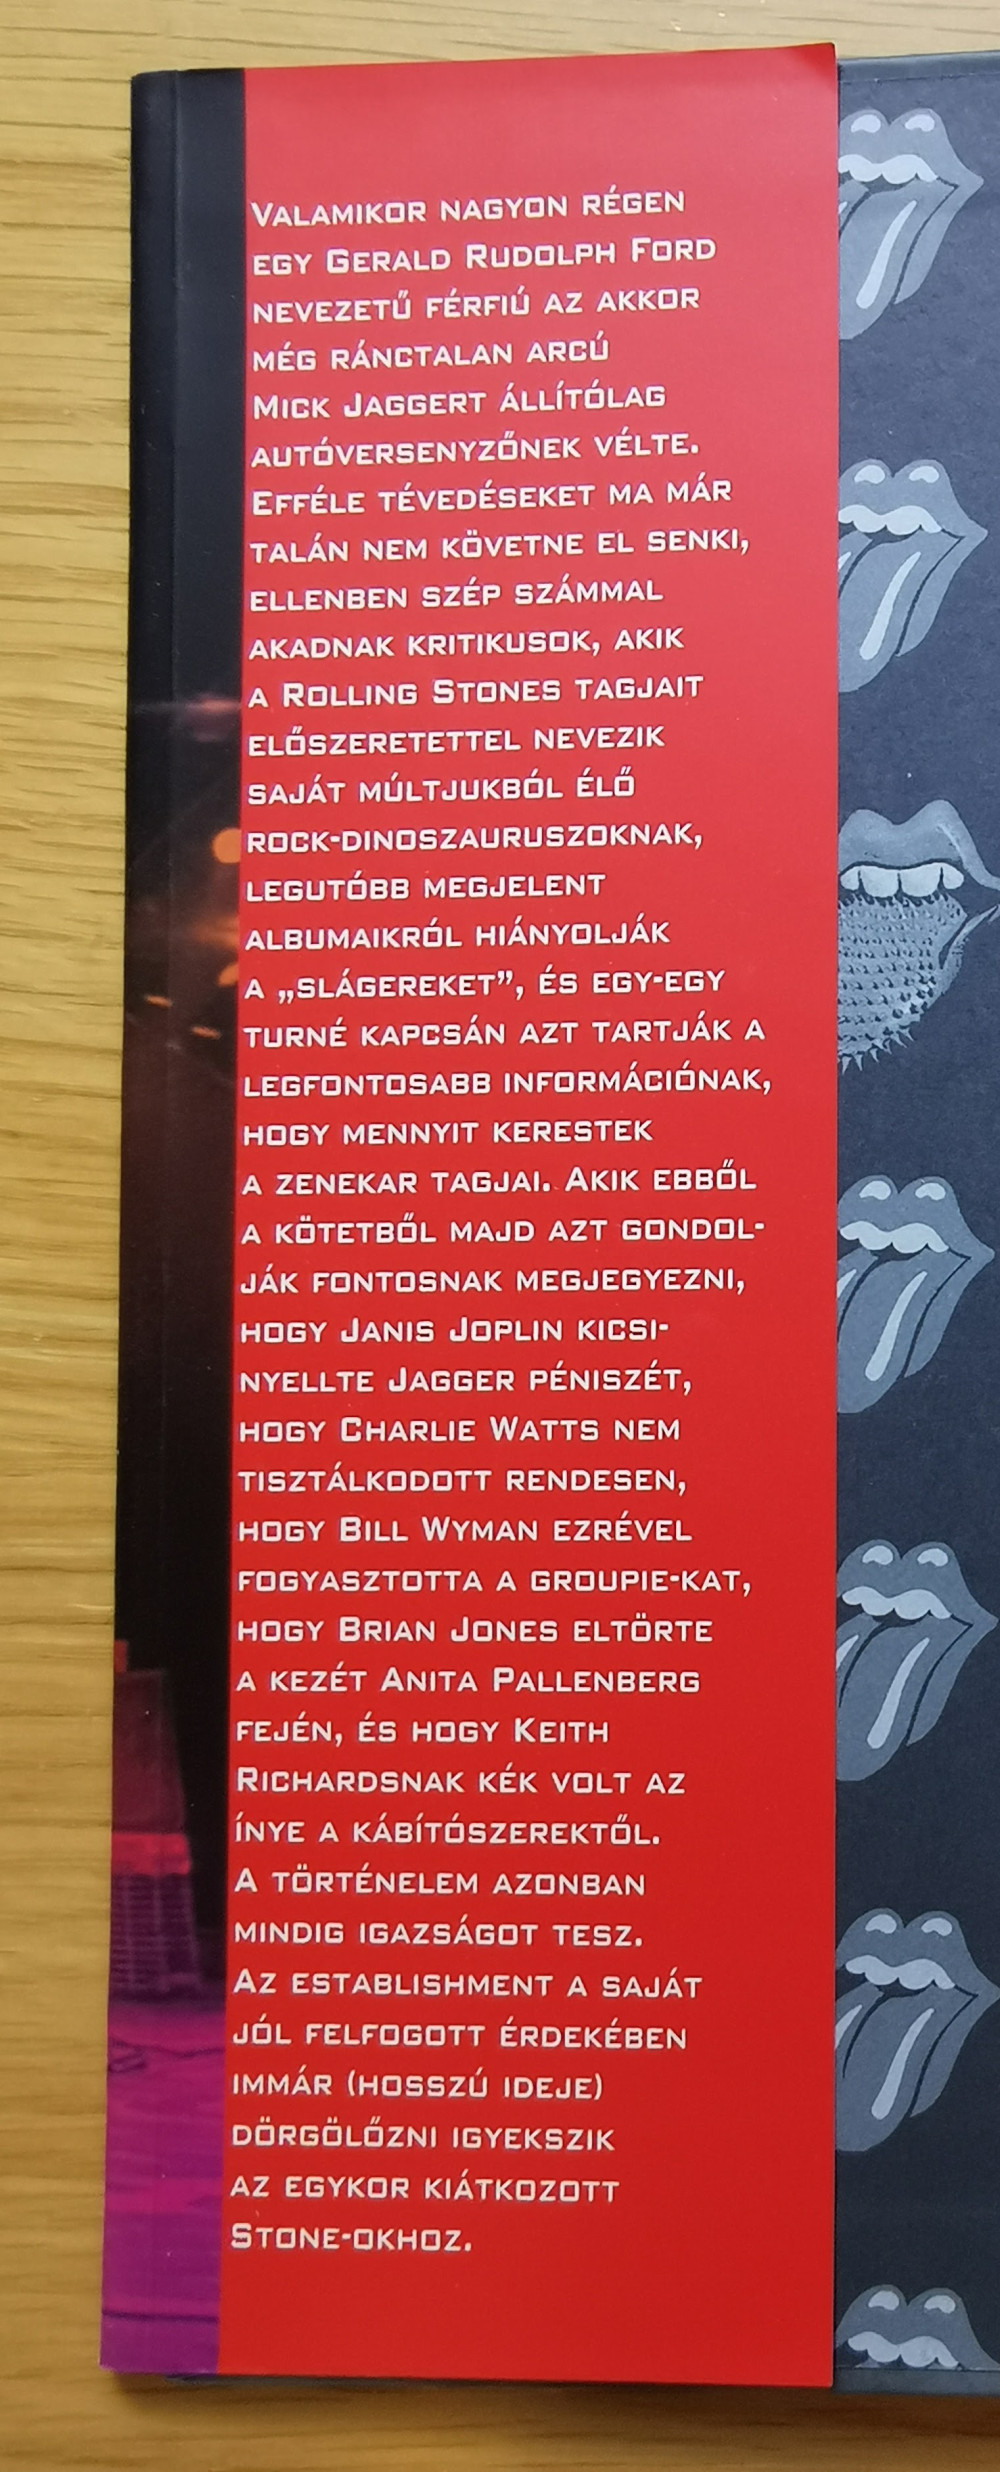 Valamikor nagyon régen
egy Gerald Rudolph Ford
nevezetű férfiú az akkor
még ránctalan arcú
Mick Jaggert állítólag
autóversenyzőnek vélte.
Efféle tévedéseket ma már
talán nem követne el senki,
ellenben szép számmal
akadnak kritikusok, akik
a Rolling Stones tagjait
előszeretettel nevezik
saját múltjukból élő
rock-dinoszauruszoknak,
legutóbb megjelent
albumaikról hiányolják
a „slágereket”, és egy-egy
turné kapcsán azt tartják a
legfontosabb információnak,
hogy mennyit kerestek
a zenekar tagjai. Akik ebből
a kötetből majd azt gondol-
ják fontosnak megjegyezni,
hogy Janis Joplin kicsi-
nyellte Jagger péniszét,
hogy Charlie Watts nem
tisztálkodott rendesen,
hogy Bill Wyman ezrével
fogyasztotta a groupie-kat,
hogy Brian Jones eltörte
a kezét Anita Pallenberg
fején, és hogy Keith
Richardsnak kék volt az
ínye a kábítószerektől.
A történelem azonban
mindig igazságot tesz.
Az establishment a saját
jól felfogott érdekében
immár (hosszú ideje)
dörgölőzni igyekszik
az egykor kiátkozott
Stone-okhoz.